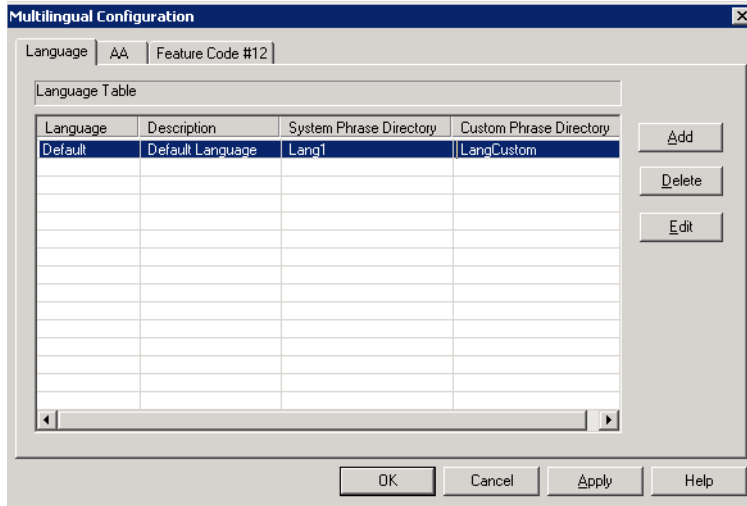 Multilingual Configuration
Language AA Feature Code #12
Language Table
Language Description System Phrase Directory Custom Phrase Directory
Default Default Language Lang1 LangCustom
Add
Delete
Edit
OK Cancel Apply Help